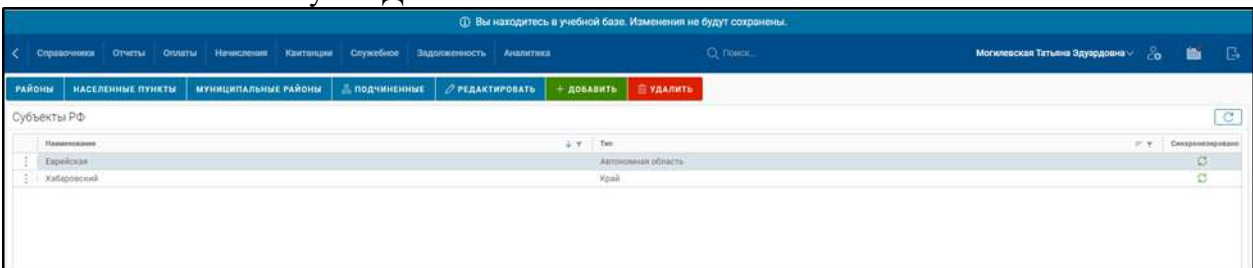 Вы находитесь в учебной базе. Изменения не будут сохранены.
Справочники Отчеты Оплаты Начисления Квитанции Служебное Задолженность Аналитика Поиск... Могилевская Татьяна Эдуардовна
РАЙОНЫ НАСЕЛЕННЫЕ ПУНКТЫ МУНИЦИПАЛЬНЫЕ РАЙОНЫ ПОДЧИНЕННЫЕ РЕДАКТИРОВАТЬ + ДОБАВИТЬ УДАЛИТЬ
Субъекты РФ
Наименование Тип Синхронизировано
Еврейская Автономная область
Хабаровский Край